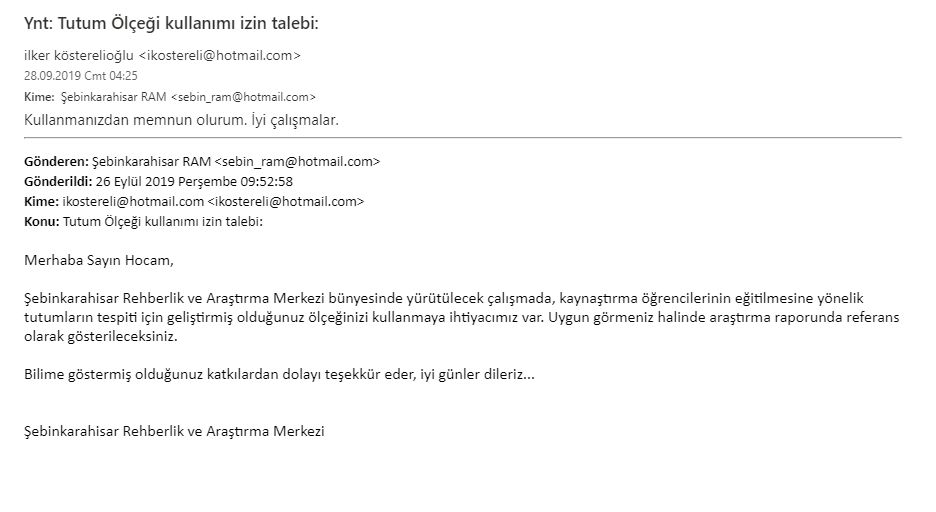 Ynt: Tutum Ölçeği kullanımı izin talebi:
ilker kösterelioğlu <ikostereli@hotmail.com>
28.09.2019 Cmt 04:25
Kime: Şebinkarahisar RAM <sebin_ram@hotmail.com>
Kullanmanızdan memnun olurum. İyi çalışmalar.
Gönderen: Şebinkarahisar RAM <sebin_ram@hotmail.com>
Gönderildi: 26 Eylül 2019 Perşembe 09:52:58
Kime: ikostereli@hotmail.com <ikostereli@hotmail.com>
Konu: Tutum Ölçeği kullanımı izin talebi:
Merhaba Sayın Hocam,
Şebinkarahisar Rehberlik ve Araştırma Merkezi bünyesinde yürütülecek çalışmada, kaynaştırma öğrencilerinin eğitilmesine yönelik
tutumların tespiti için geliştirmiş olduğunuz ölçeğinizi kullanmaya ihtiyacımız var. Uygun görmeniz halinde araştırma raporunda referans
olarak gösterileceksiniz.
Bilime göstermiş olduğunuz katkılardan dolayı teşekkür eder, iyi günler dileriz...
Şebinkarahisar Rehberlik ve Araştırma Merkezi